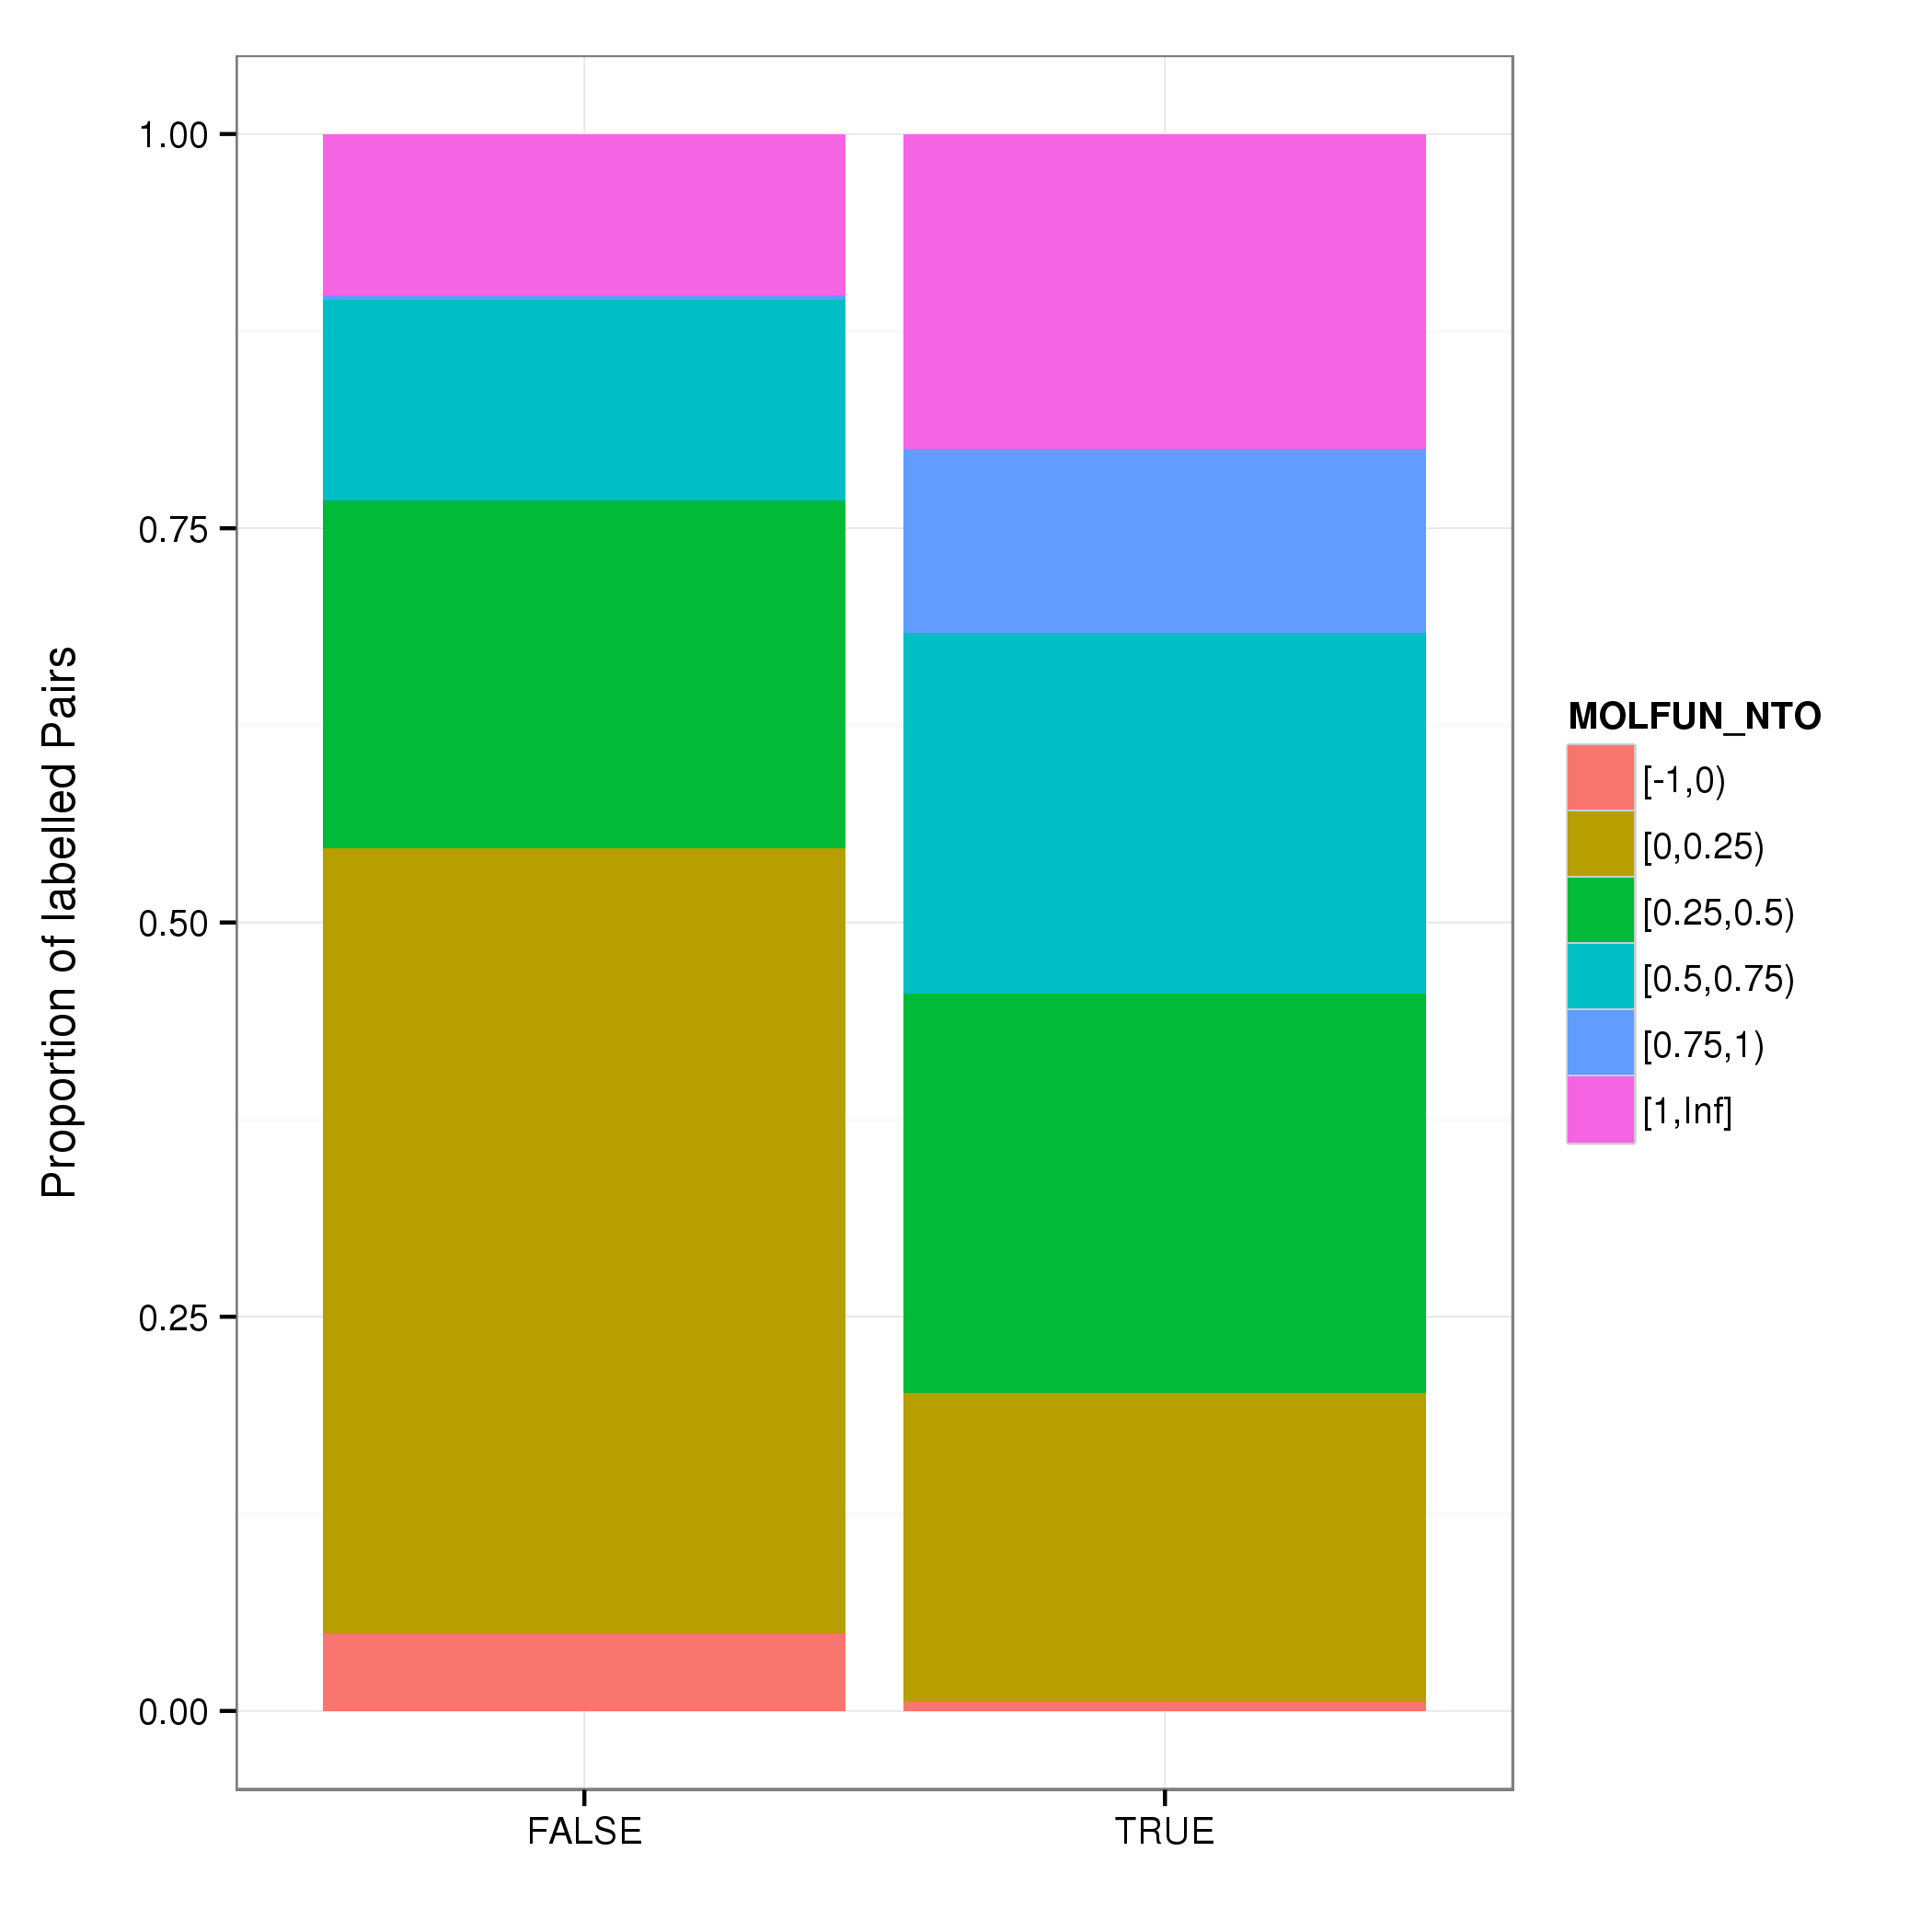 Proportion of labelled Pairs
1.00
0.75
0.50
0.25
0.00
FALSE
TRUE
MOLFUN_NTO
[-1,0)
[0,0.25)
[0.25,0.5)
[0.5,0.75)
[0.75,1)
[1,Inf]